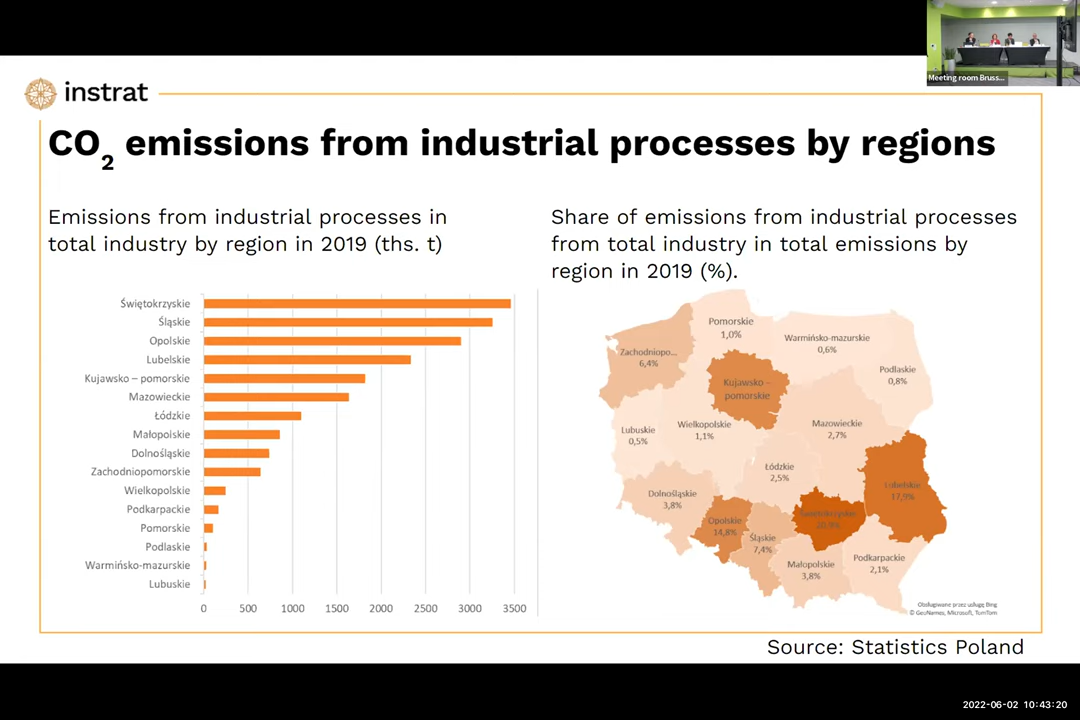 Meeting room Bruss...
instrat
CO2 emissions from industrial processes by regions
Emissions from industrial processes in
total industry by region in 2019 (ths. t)
Świętokrzyskie
Śląskie
Opolskie
Lubelskie
Kujawsko – pomorskie
Mazowieckie
Łódzkie
Małopolskie
Dolnośląskie
Zachodniopomorskie
Wielkopolskie
Podkarpackie
Pomorskie
Podlaskie
Warmińsko-mazurskie
Lubuskie
0 500 1000 1500 2000 2500 3000 3500
Share of emissions from industrial processes
from total industry in total emissions by
region in 2019 (%).
Pomorskie
1,0%
Warmińsko-mazurskie
0,6%
Zachodniopo...
6,4%
Podlaskie
0,8%
Kujawsko –
pomorskie
Lubuskie
0,5%
Wielkopolskie
1,1%
Mazowieckie
2,7%
Łódzkie
2,5%
Lubelskie
17,9%
Dolnośląskie
3,8%
Opolskie
14,8%
Śląskie
7,4%
Świętokrzyskie
Małopolskie
3,8%
Podkarpackie
2,1%
Obsługiwane przez usługę Bing
© GeoNames, Microsoft, TomTom
Source: Statistics Poland
2022-06-02 10:43:20